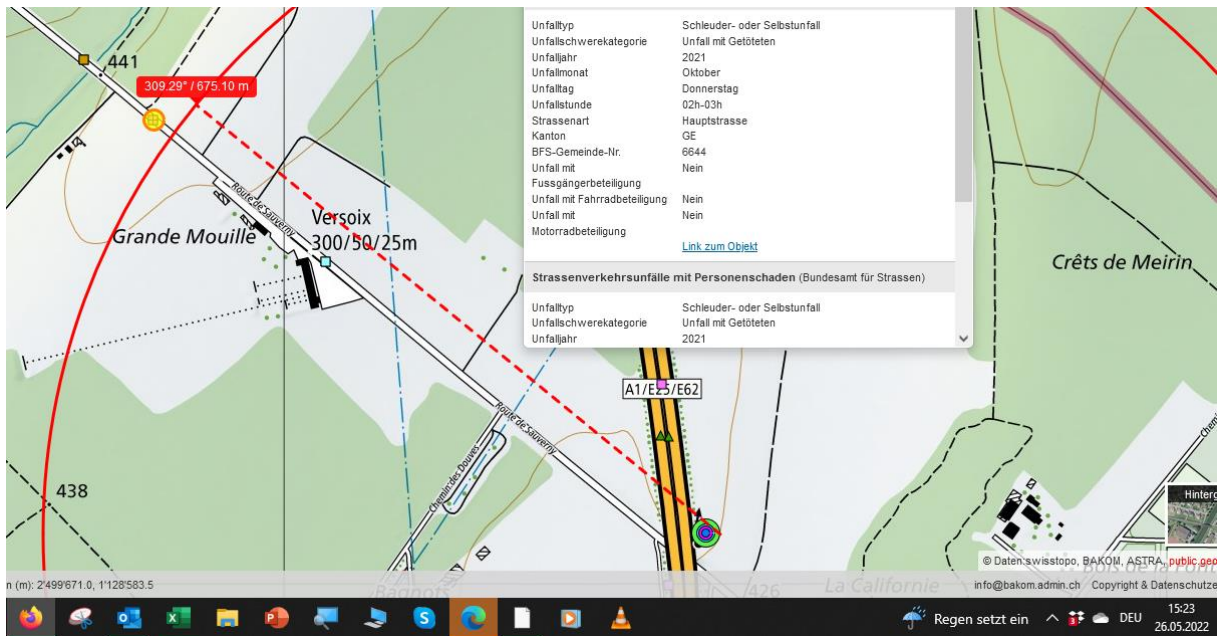 Unfalltyp Schleuder- oder Selbstunfall
Unfallschwerekategorie Unfall mit Getöteten
Unfalljahr 2021
Unfallmonat Oktober
Unfalltag Donnerstag
Unfallstunde 02h-03h
Strassenart Hauptstrasse
Kanton GE
BFS-Gemeinde-Nr. 6644
Unfall mit Nein
Fussgängerbeteiligung
Unfall mit Fahrradbeteiligung Nein
Unfall mit Nein
Motorradbeteiligung
Link zum Objekt
Strassenverkehrsunfälle mit Personenschaden (Bundesamt für Strassen)
Unfalltyp Schleuder- oder Selbstunfall
Unfallschwerekategorie Unfall mit Getöteten
Unfalljahr 2021
441
309.29° / 675.10 m
Route de Sauverny
Versoix
300/50/25m
Grande Mouille
Crêts de Meirin
A1/E25/E62
Route de Sauverny
Chemin des Douves
438
Hinterg
© Daten:swisstopo, BAKOM, ASTRA, public.geo
n (m): 2'499'671.0, 1'128'583.5
Bagnots
426
La Californie
info@bakom.admin.ch Copyright & Datenschutze
Regen setzt ein
DEU
15:23
26.05.2022